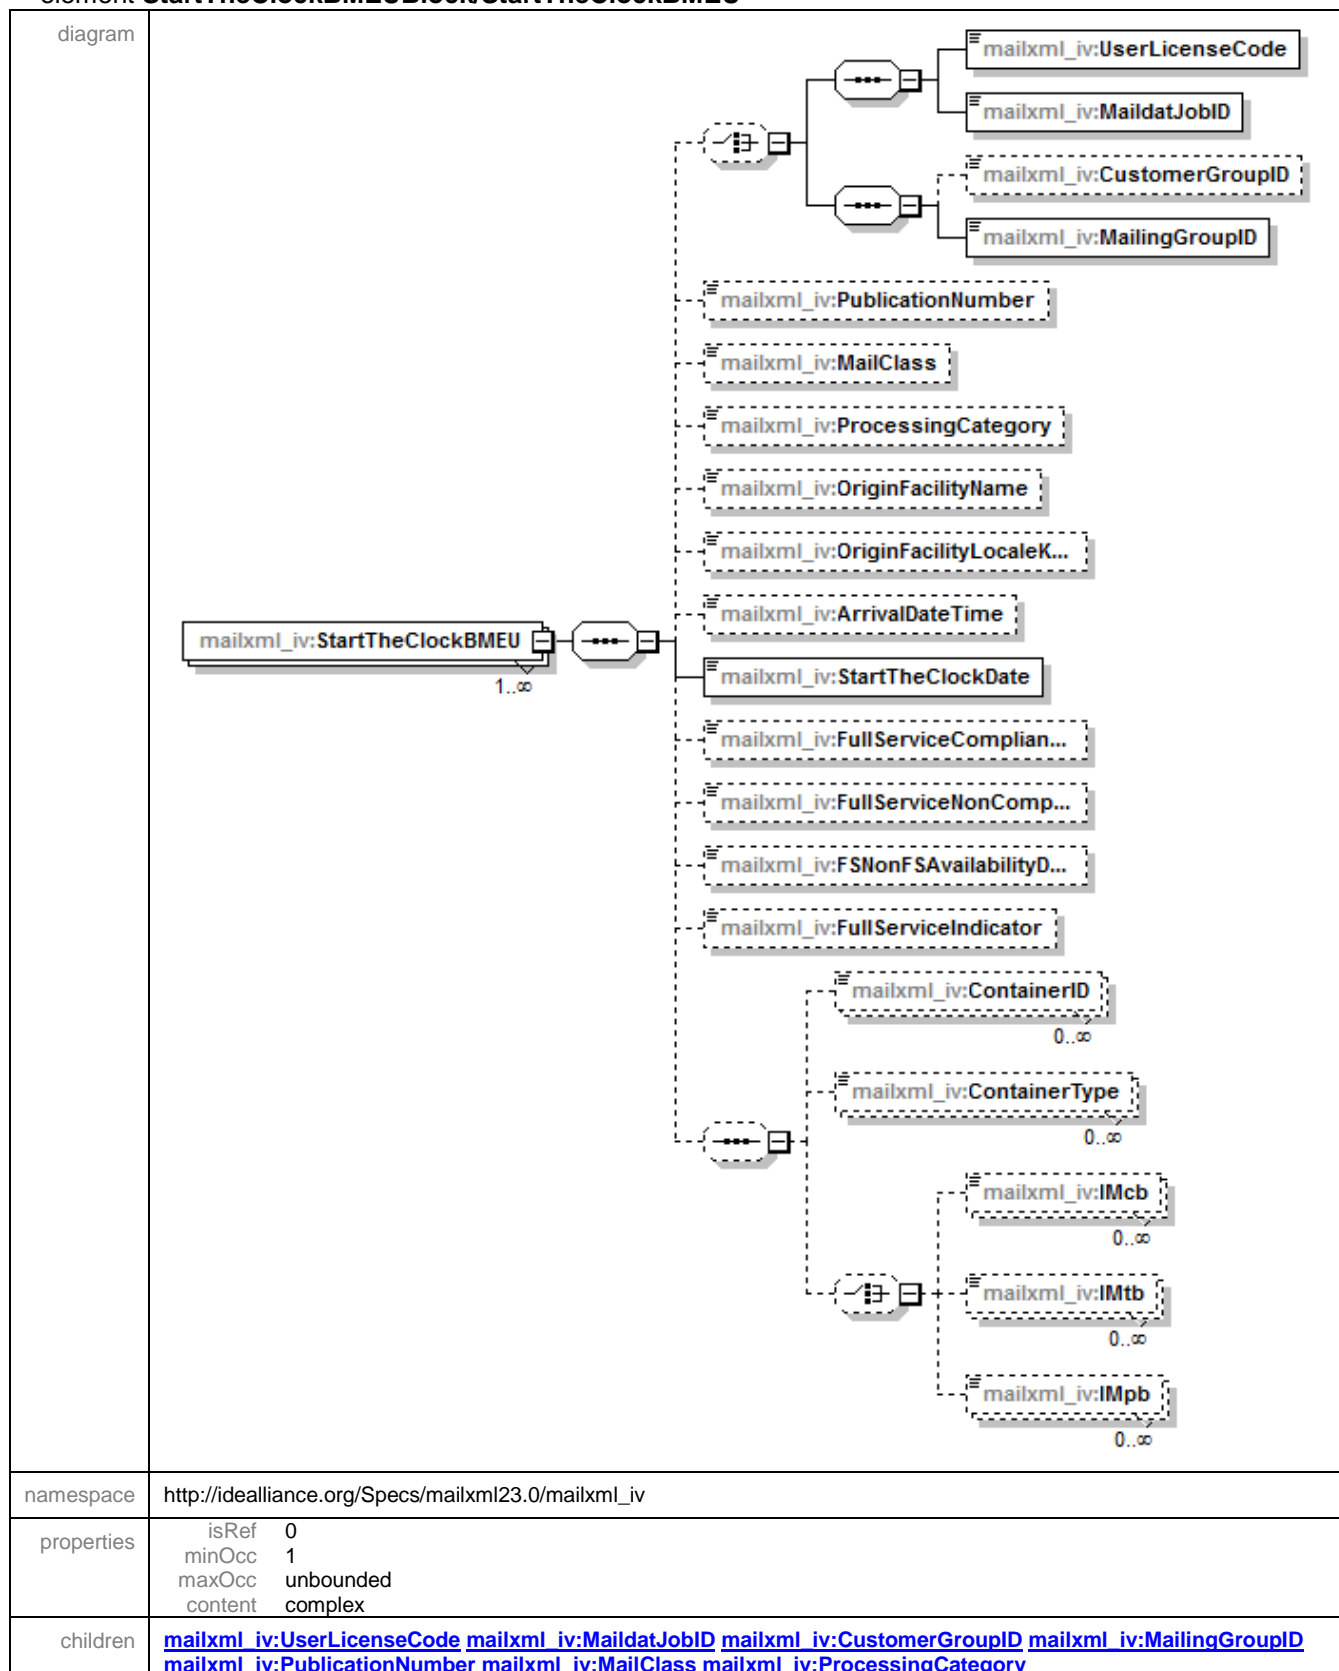 element StartTheClockBMEUBlock/StartTheClockBMEU
diagram
mailxml_iv:UserLicenseCode
mailxml_iv:MaildatJobID
mailxml_iv:CustomerGroupID
mailxml_iv:MailingGroupID
mailxml_iv:PublicationNumber
mailxml_iv:MailClass
mailxml_iv:ProcessingCategory
mailxml_iv:OriginFacilityName
mailxml_iv:OriginFacilityLocaleK...
mailxml_iv:ArrivalDateTime
mailxml_iv:StartTheClockBMEU
1..∞
mailxml_iv:StartTheClockDate
mailxml_iv:FullServiceComplian...
mailxml_iv:FullServiceNonComp...
mailxml_iv:FSNonFSAvailabilityD...
mailxml_iv:FullServiceIndicator
mailxml_iv:ContainerID
0..∞
mailxml_iv:ContainerType
0..∞
mailxml_iv:IMcb
0..∞
mailxml_iv:IMtb
0..∞
mailxml_iv:IMpb
0..∞
namespace http://idealliance.org/Specs/mailxml23.0/mailxml_iv
properties isRef 0
minOcc 1
maxOcc unbounded
content complex
children mailxml_iv:UserLicenseCode mailxml_iv:MaildatJobID mailxml_iv:CustomerGroupID mailxml_iv:MailingGroupID
mailxml_iv:PublicationNumber mailxml_iv:MailClass mailxml_iv:ProcessingCategory